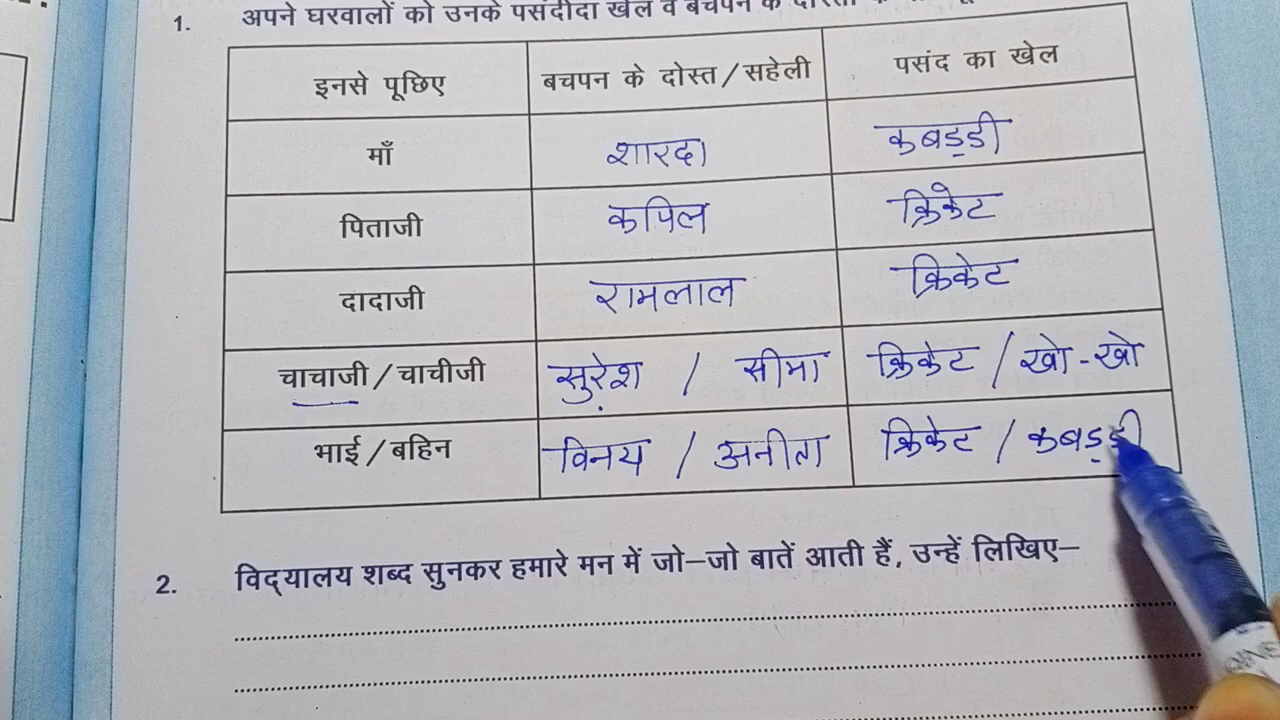 1. अपने घरवालों को उनके पसंदीदा खेल व बचपन के
इनसे पूछिए बचपन के दोस्त/सहेली पसंद का खेल
माँ शारदा कबड्डी
पिताजी कपिल क्रिकेट
दादाजी रामलाल क्रिकेट
चाचाजी/चाचीजी सुरेश / सीमा क्रिकेट / खो-खो
भाई/बहिन विनय / अनीता क्रिकेट / कबड्डी
2. विद्यालय शब्द सुनकर हमारे मन में जो–जो बातें आती हैं, उन्हें लिखिए–